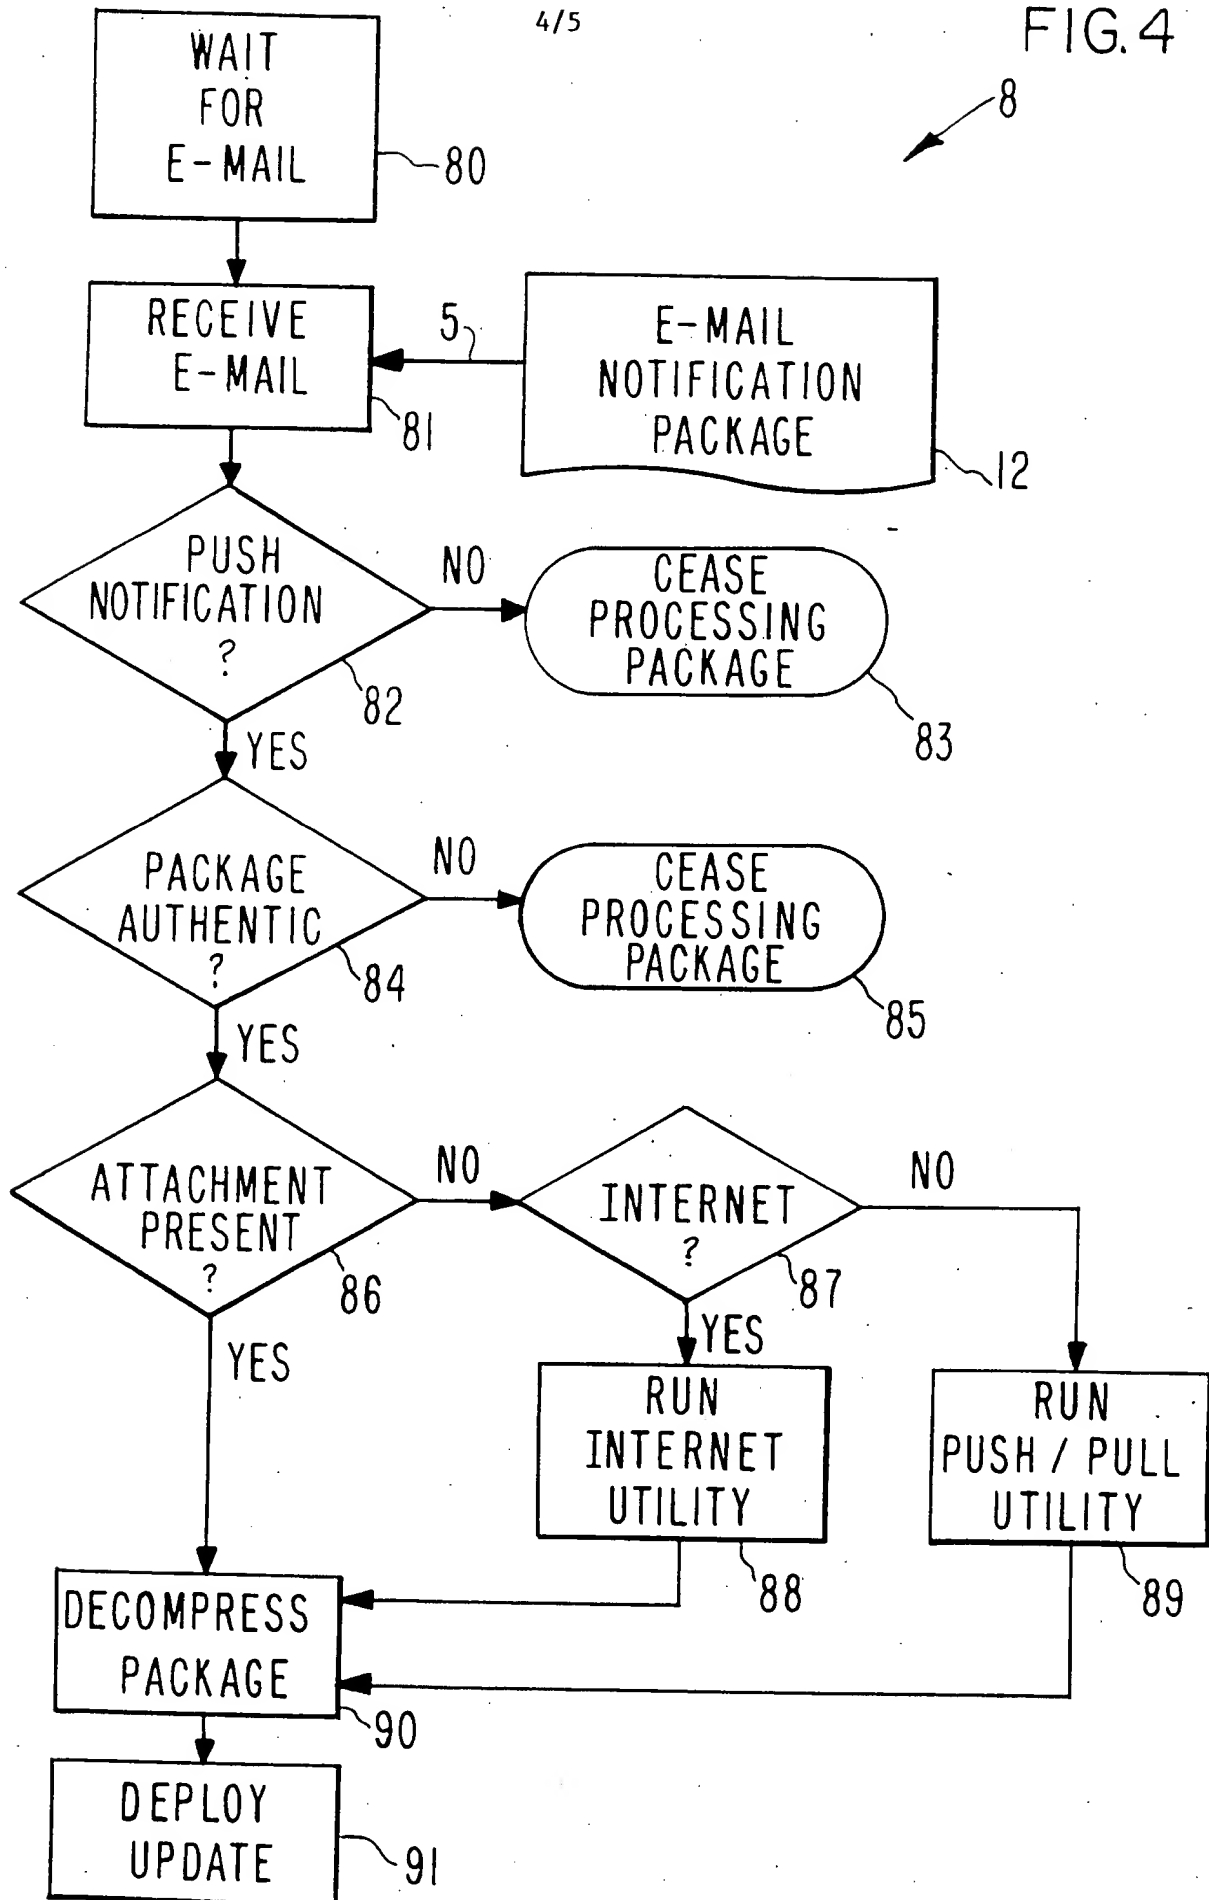 4/5
FIG. 4
8
WAIT
FOR
E-MAIL
80
RECEIVE
E-MAIL
81
5
E-MAIL
NOTIFICATION
PACKAGE
12
PUSH
NOTIFICATION
?
82
NO
CEASE
PROCESSING
PACKAGE
83
YES
PACKAGE
AUTHENTIC
?
84
NO
CEASE
PROCESSING
PACKAGE
85
YES
ATTACHMENT
PRESENT
?
86
NO
INTERNET
?
87
NO
YES
YES
RUN
INTERNET
UTILITY
88
RUN
PUSH / PULL
UTILITY
89
DECOMPRESS
PACKAGE
90
DEPLOY
UPDATE
91